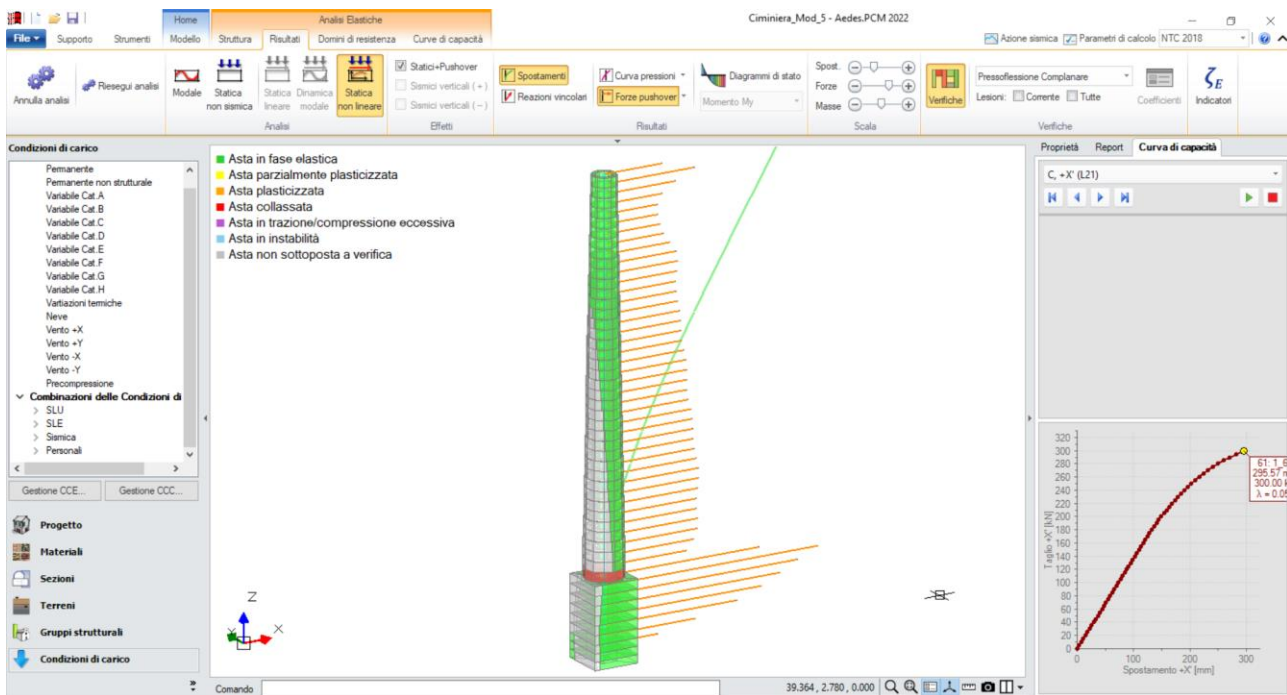 Ciminiera_Mod_5 - Aedes.PCM 2022
Home
Analisi Elastiche
File
Supporto
Strumenti
Modello
Struttura
Risultati
Domini di resistenza
Curve di capacità
Azione sismica
Parametri di calcolo
NTC 2018
Annulla analisi
Riesegui analisi
Modale
Statica non sismica
Statica lineare
Dinamica modale
Statica non lineare
Analisi
Statici+Pushover
Sismici verticali (+)
Sismici verticali (−)
Effetti
Spostamenti
Reazioni vincolari
Curva pressioni
Forze pushover
Diagrammi di stato
Momento My
Risultati
Spost.
Forze
Masse
Scala
Verifiche
Pressoflessione Complanare
Lesioni:
Corrente
Tutte
Coefficienti
Verifiche
ζE
Indicatori
Condizioni di carico
Permanente
Permanente non strutturale
Variabile Cat.A
Variabile Cat.B
Variabile Cat.C
Variabile Cat.D
Variabile Cat.E
Variabile Cat.F
Variabile Cat.G
Variabile Cat.H
Variazioni termiche
Neve
Vento +X
Vento +Y
Vento -X
Vento -Y
Precompressione
Combinazioni delle Condizioni di
SLU
SLE
Sismica
Personali
Gestione CCE...
Gestione CCC...
Progetto
Materiali
Sezioni
Terreni
Gruppi strutturali
Condizioni di carico
Asta in fase elastica
Asta parzialmente plasticizzata
Asta plasticizzata
Asta collassata
Asta in trazione/compressione eccessiva
Asta in instabilità
Asta non sottoposta a verifica
Z
Y
X
Comando
39.364 , 2.780 , 0.000
Proprietà
Report
Curva di capacità
C, +X' (L21)
320
300
280
260
240
220
200
180
160
140
120
100
80
60
40
20
0
Taglio +X' [kN]
0
100
200
300
Spostamento +X' [mm]
61: 1_6
295.57 m
300.00 k
λ = 0.05